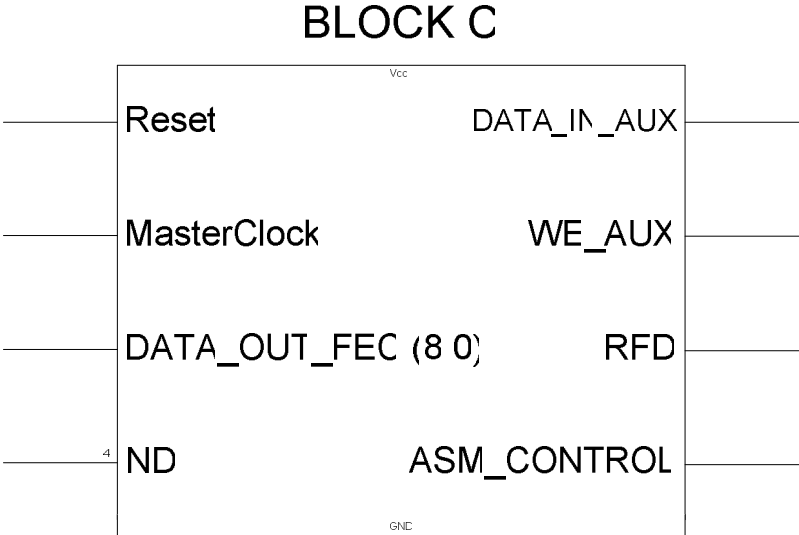 BLOCK C
Vcc
Reset DATA_IN_AUX
MasterClock WE_AUX
DATA_OUT_FEC (8 0) RFD
4 ND ASM_CONTROL
GND